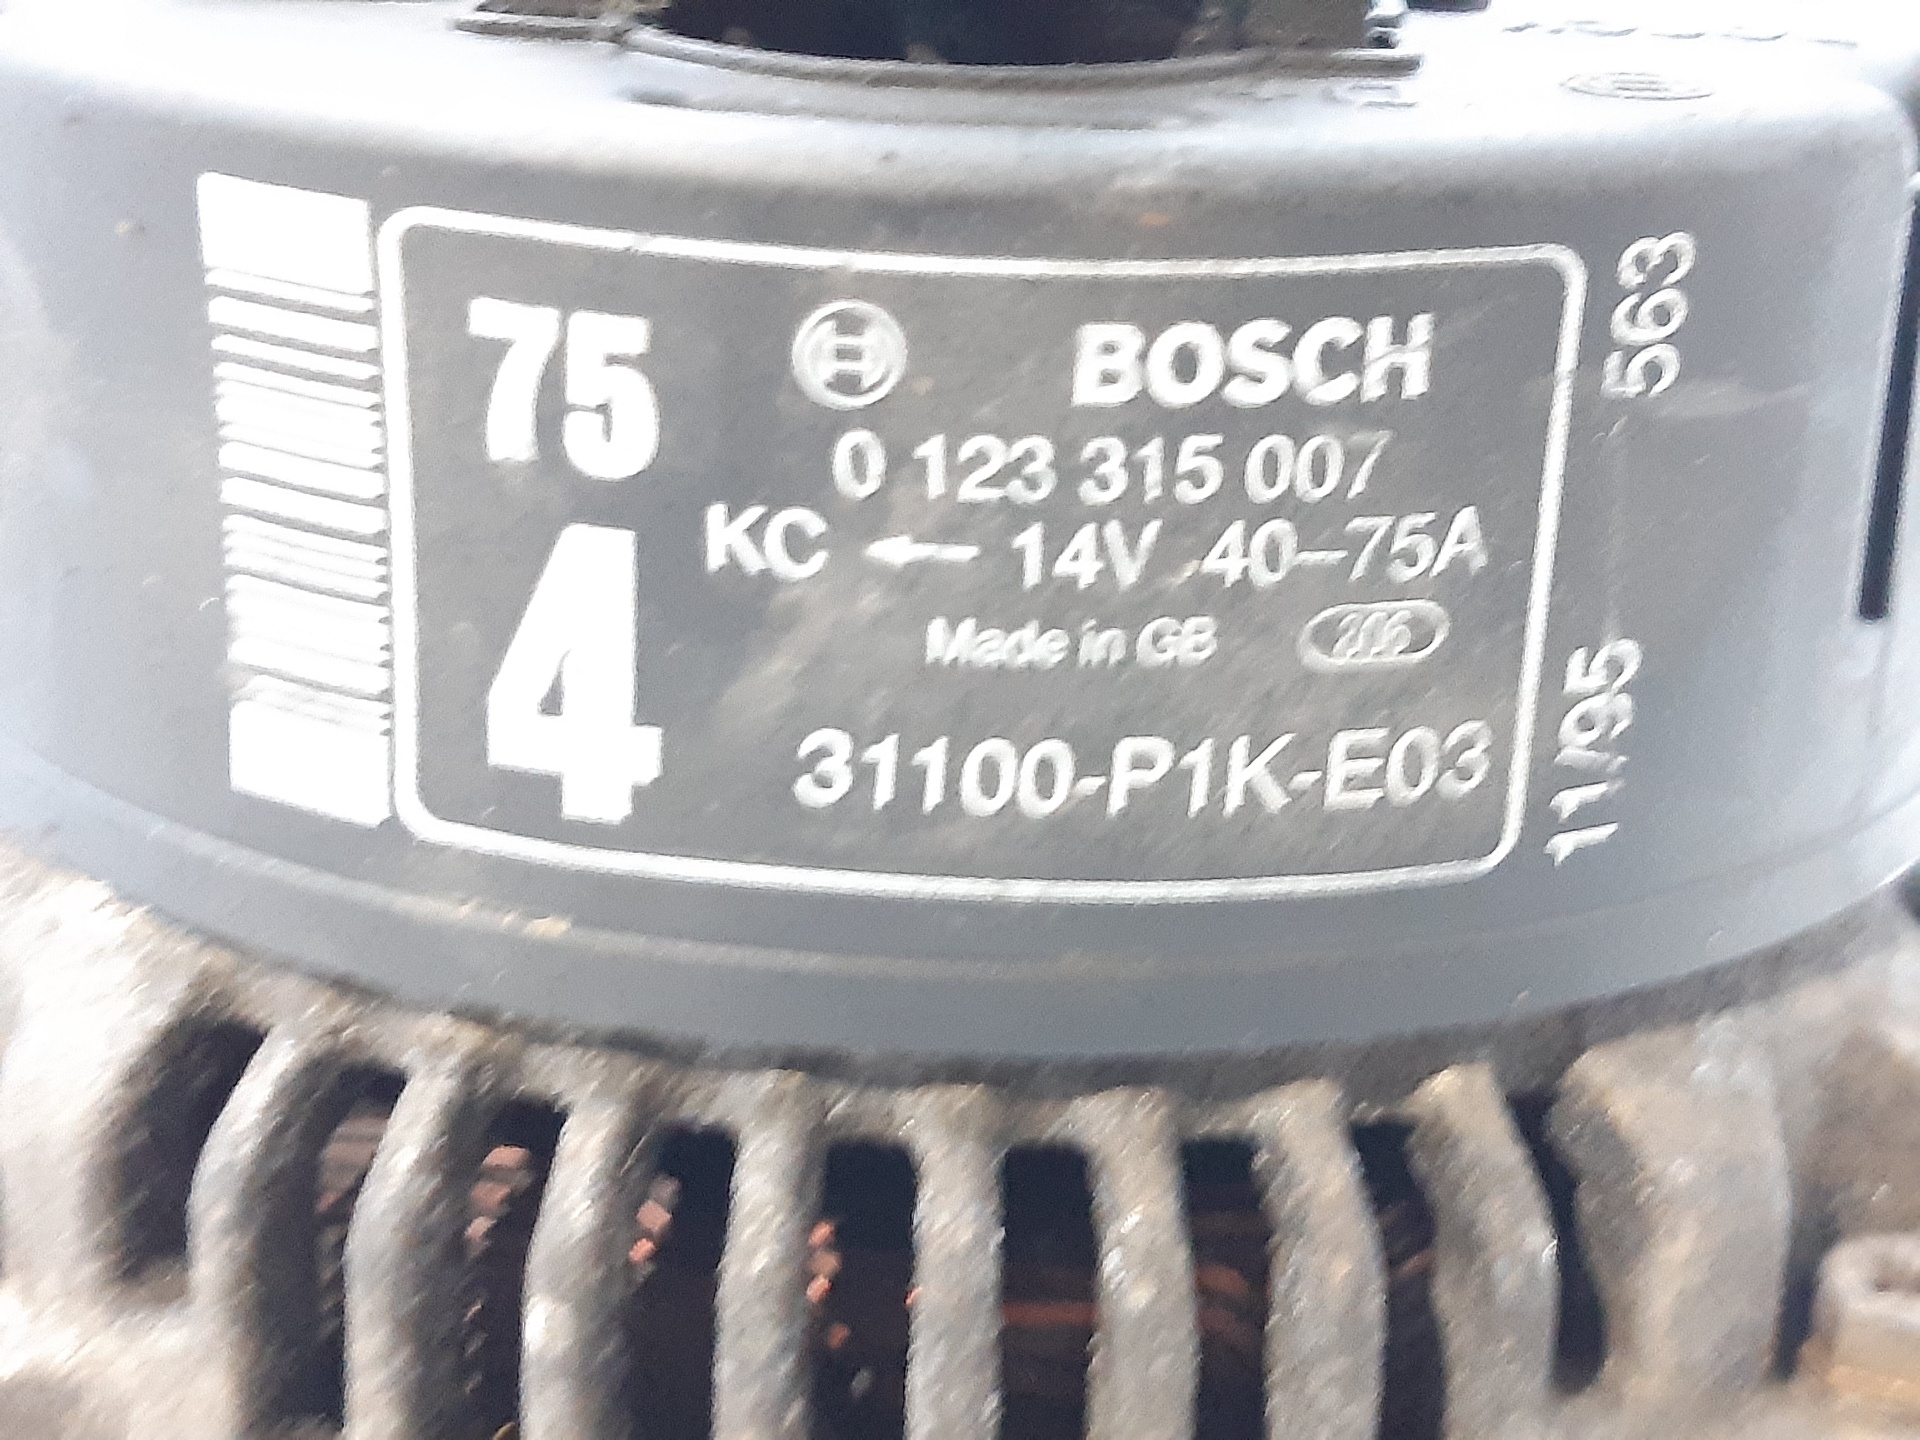 75
4
BOSCH
0 123 315 007
KC ← 14V 40-75A
Made in GB
31100-P1K-E03
563
11/95